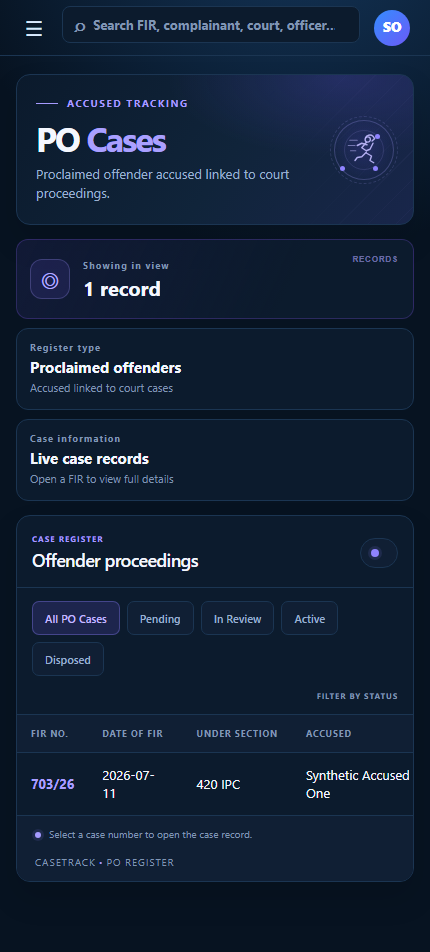 Search FIR, complainant, court, officer...
SO
ACCUSED TRACKING
PO Cases
Proclaimed offender accused linked to court
proceedings.
Showing in view
RECORDS
1 record
Register type
Proclaimed offenders
Accused linked to court cases
Case information
Live case records
Open a FIR to view full details
CASE REGISTER
Offender proceedings
All PO Cases
Pending
In Review
Active
Disposed
FILTER BY STATUS
FIR NO. DATE OF FIR UNDER SECTION ACCUSED
703/26 2026-07-11 420 IPC Synthetic Accused One
Select a case number to open the case record.
CASETRACK • PO REGISTER